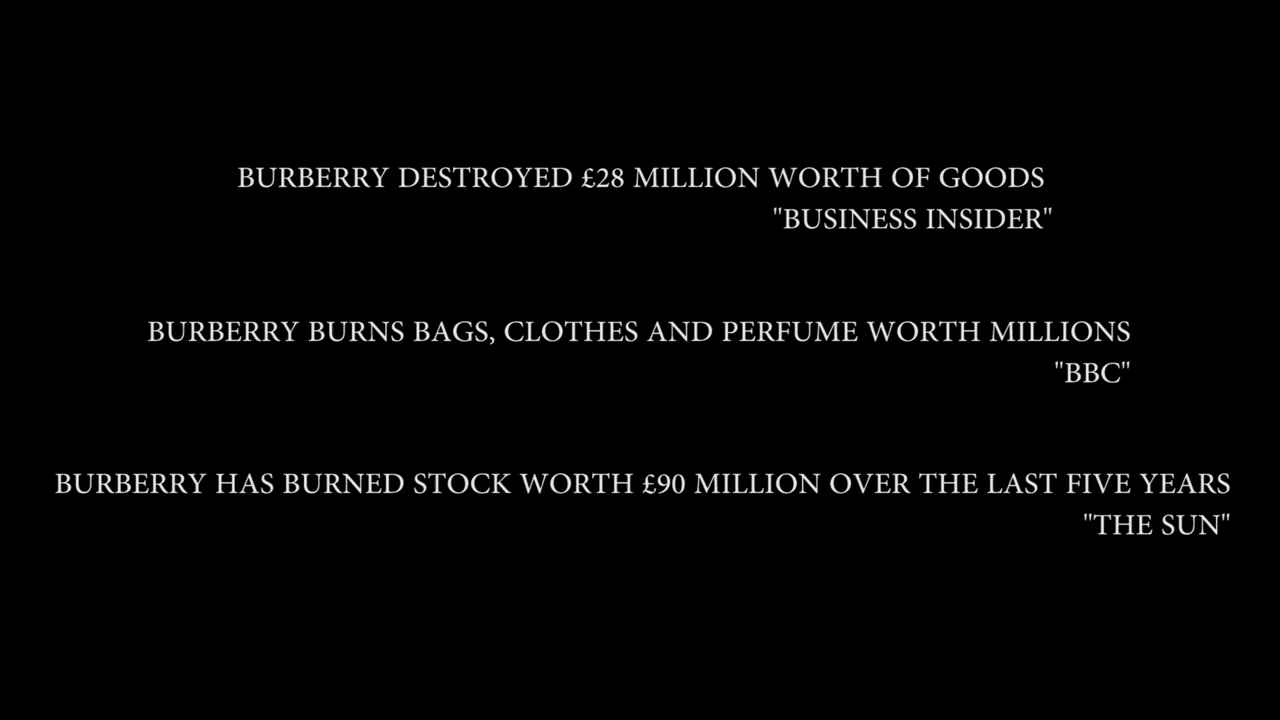 BURBERRY DESTROYED £28 MILLION WORTH OF GOODS
"BUSINESS INSIDER"
BURBERRY BURNS BAGS, CLOTHES AND PERFUME WORTH MILLIONS
"BBC"
BURBERRY HAS BURNED STOCK WORTH £90 MILLION OVER THE LAST FIVE YEARS
"THE SUN"